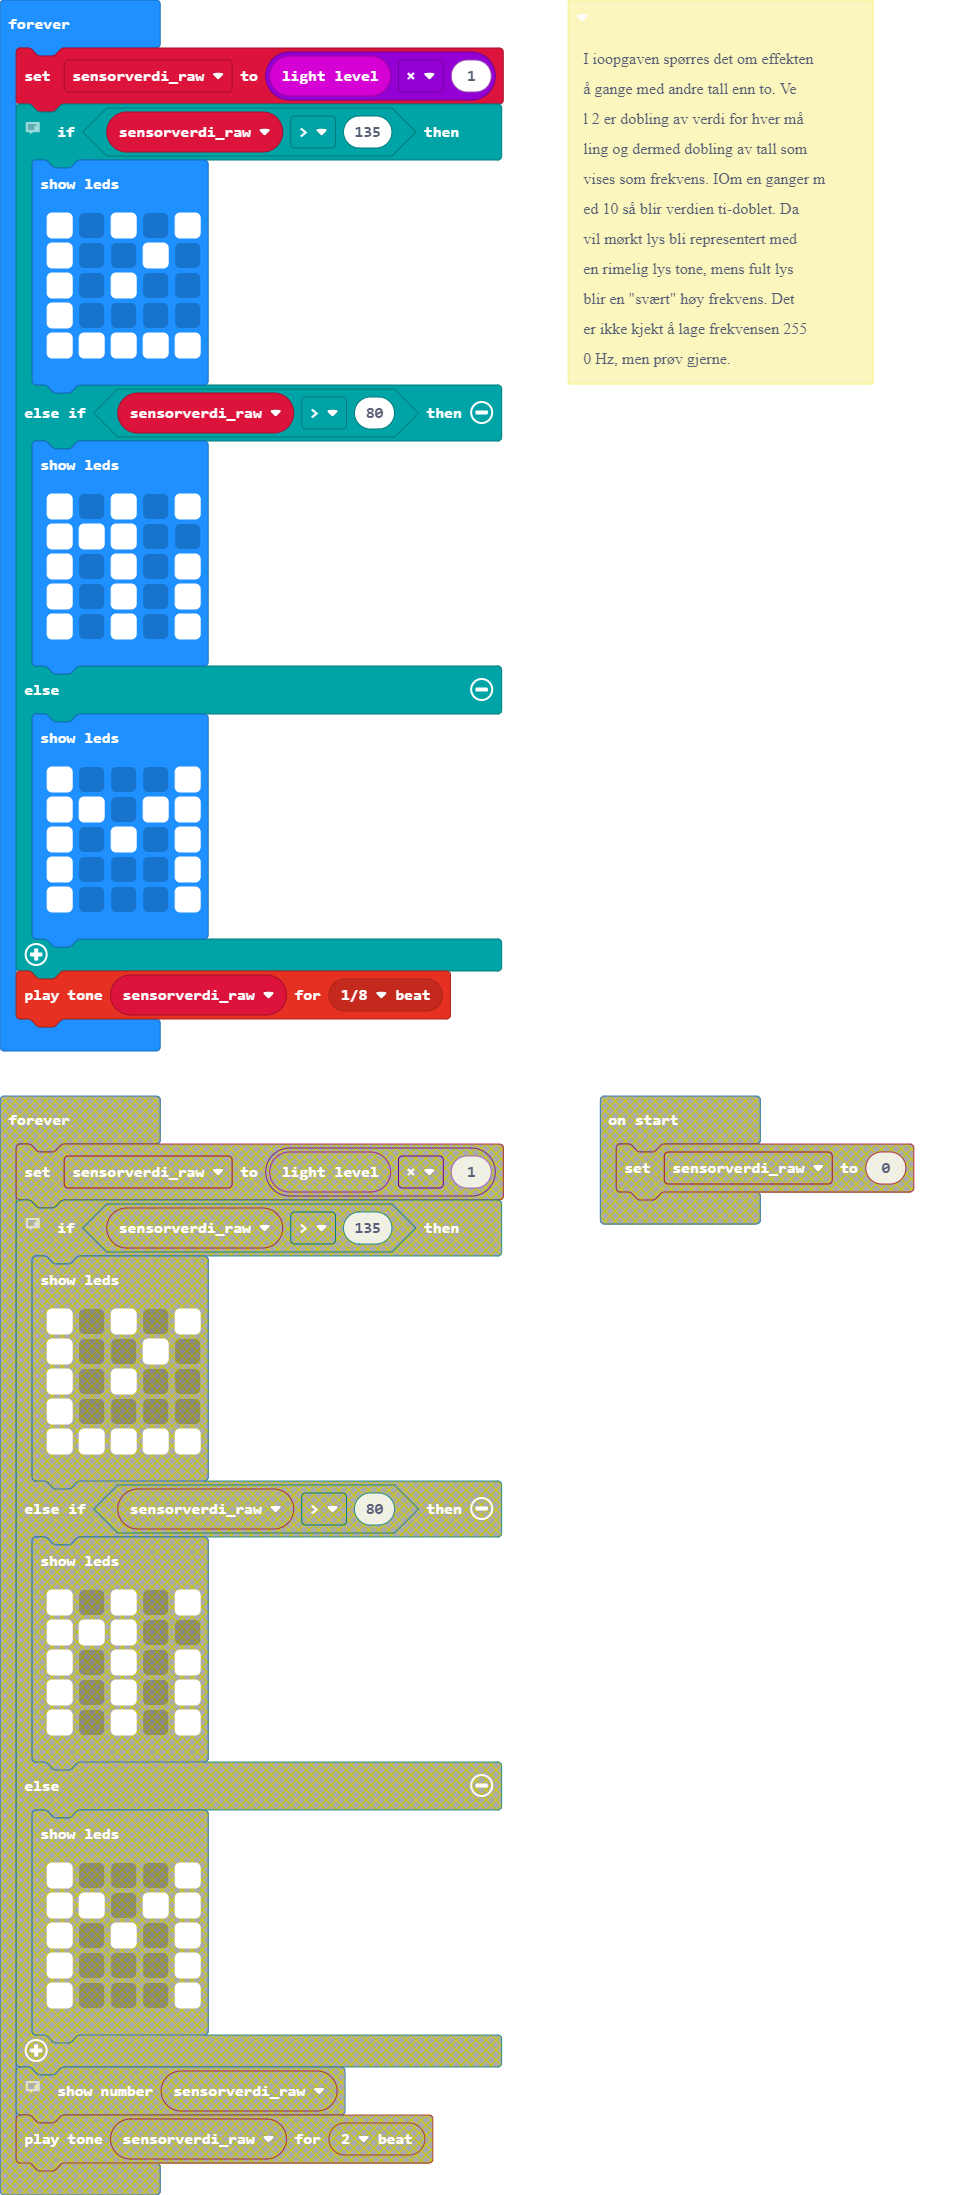 forever
set sensorverdi_raw to light level × 1
if sensorverdi_raw > 135 then
show leds
else if sensorverdi_raw > 80 then
show leds
else
show leds
play tone sensorverdi_raw for 1/8 beat
I ioopgaven spørres det om effekten
å gange med andre tall enn to. Ve
l 2 er dobling av verdi for hver må
ling og dermed dobling av tall som
vises som frekvens. IOm en ganger m
ed 10 så blir verdien ti-doblet. Da
vil mørkt lys bli representert med
en rimelig lys tone, mens fult lys
blir en "svært" høy frekvens. Det
er ikke kjekt å lage frekvensen 255
0 Hz, men prøv gjerne.
forever
set sensorverdi_raw to light level × 1
if sensorverdi_raw > 135 then
show leds
else if sensorverdi_raw > 80 then
show leds
else
show leds
show number sensorverdi_raw
play tone sensorverdi_raw for 2 beat
on start
set sensorverdi_raw to 0